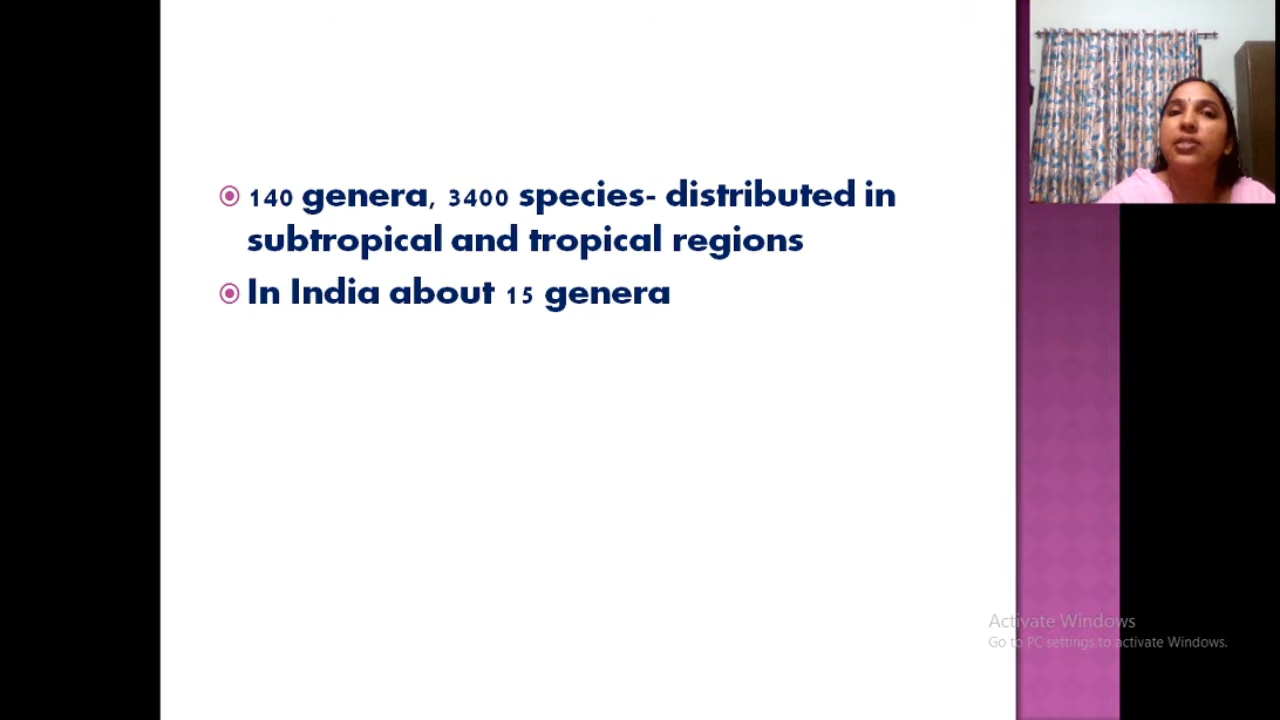 140 genera, 3400 species- distributed in
subtropical and tropical regions
In India about 15 genera
Activate Windows
Go to PC settings to activate Windows.